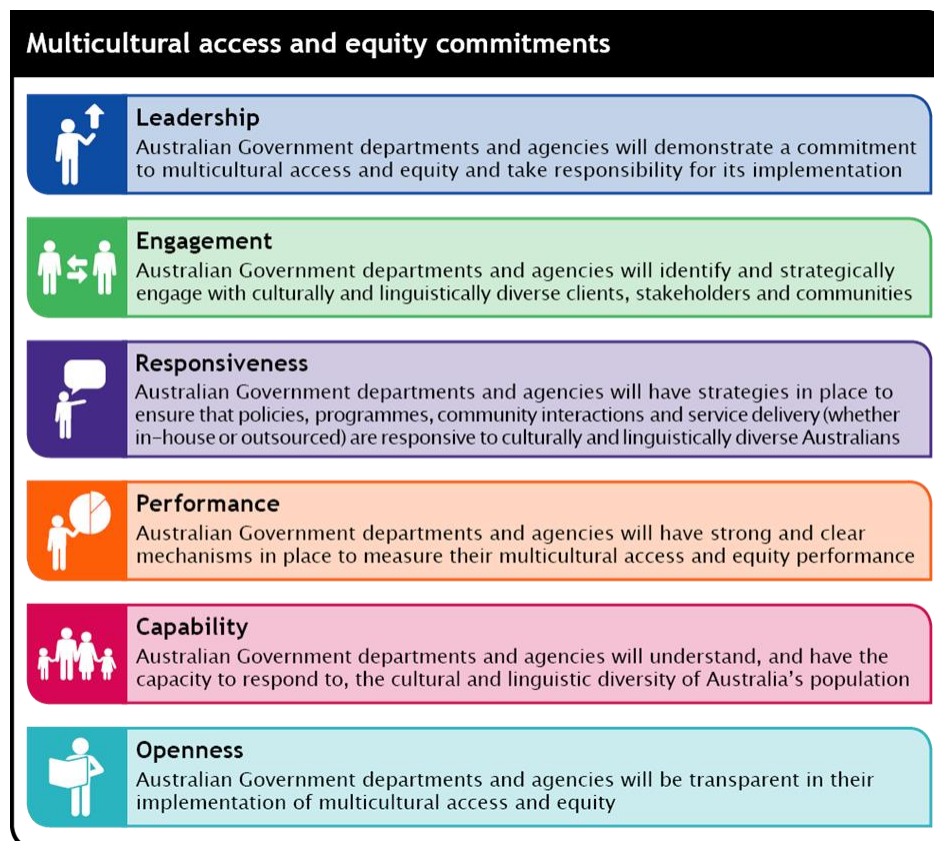 Multicultural access and equity commitments
Leadership
Australian Government departments and agencies will demonstrate a commitment
to multicultural access and equity and take responsibility for its implementation
Engagement
Australian Government departments and agencies will identify and strategically
engage with culturally and linguistically diverse clients, stakeholders and communities
Responsiveness
Australian Government departments and agencies will have strategies in place to
ensure that policies, programmes, community interactions and service delivery (whether
in-house or outsourced) are responsive to culturally and linguistically diverse Australians
Performance
Australian Government departments and agencies will have strong and clear
mechanisms in place to measure their multicultural access and equity performance
Capability
Australian Government departments and agencies will understand, and have the
capacity to respond to, the cultural and linguistic diversity of Australia's population
Openness
Australian Government departments and agencies will be transparent in their
implementation of multicultural access and equity